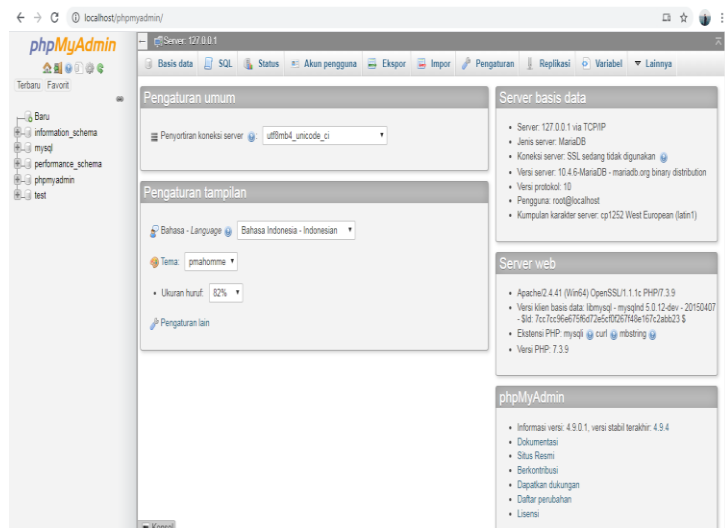 localhost/phpmyadmin/
phpMyAdmin
Terbaru Favorit
Baru
information_schema
mysql
performance_schema
phpmyadmin
test
Server: 127.0.0.1
Basis data SQL Status Akun pengguna Ekspor Impor Pengaturan Replikasi Variabel Lainnya
Pengaturan umum
Penyortiran koneksi server : utf8mb4_unicode_ci
Pengaturan tampilan
Bahasa - Language Bahasa Indonesia - Indonesian
Tema: pmahomme
• Ukuran huruf: 82%
Pengaturan lain
Server basis data
• Server: 127.0.0.1 via TCP/IP
• Jenis server: MariaDB
• Koneksi server: SSL sedang tidak digunakan
• Versi server: 10.4.6-MariaDB - mariadb.org binary distribution
• Versi protokol: 10
• Pengguna: root@localhost
• Kumpulan karakter server: cp1252 West European (latin1)
Server web
• Apache/2.4.41 (Win64) OpenSSL/1.1.1c PHP/7.3.9
• Versi klien basis data: libmysql - mysqlnd 5.0.12-dev - 20150407
- $Id: 7cc7cc96e675f6d72e5cf0f267f48e167c2abb23 $
• Ekstensi PHP: mysqli curl mbstring
• Versi PHP: 7.3.9
phpMyAdmin
• Informasi versi: 4.9.0.1, versi stabil terakhir: 4.9.4
• Dokumentasi
• Situs Resmi
• Berkontribusi
• Dapatkan dukungan
• Daftar perubahan
• Lisensi
Konsol